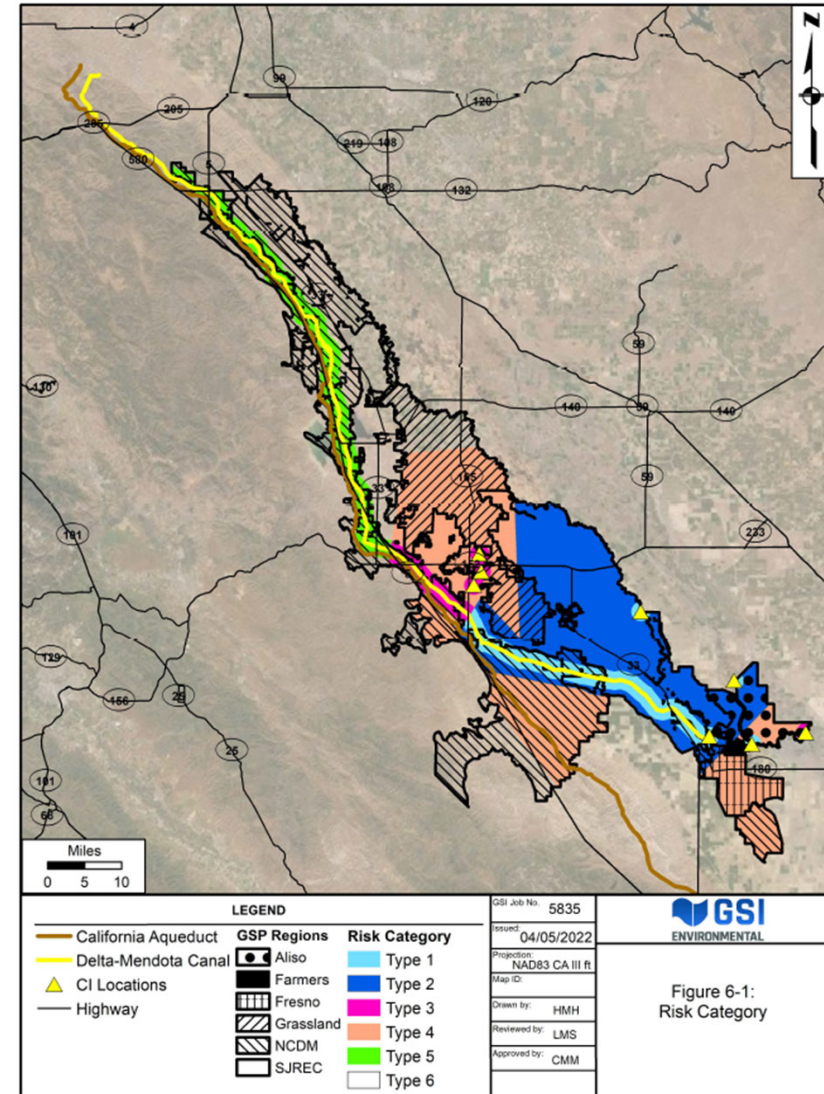 4
N
99
205
120
205
219
108
580
5
108
132
33
59
130
140
59
140
165
59
33
101
233
129
33
156
25
25
180
101
68
Miles
0 5 10
LEGEND
California Aqueduct
Delta-Mendota Canal
CI Locations
Highway
GSP Regions
Aliso
Farmers
Fresno
Grassland
NCDM
SJREC
Risk Category
Type 1
Type 2
Type 3
Type 4
Type 5
Type 6
GSI Job No. 5835
Issued: 04/05/2022
Projection: NAD83 CA III ft
Map ID:
Drawn by: HMH
Reviewed by: LMS
Approved by: CMM
GSI
ENVIRONMENTAL
Figure 6-1:
Risk Category